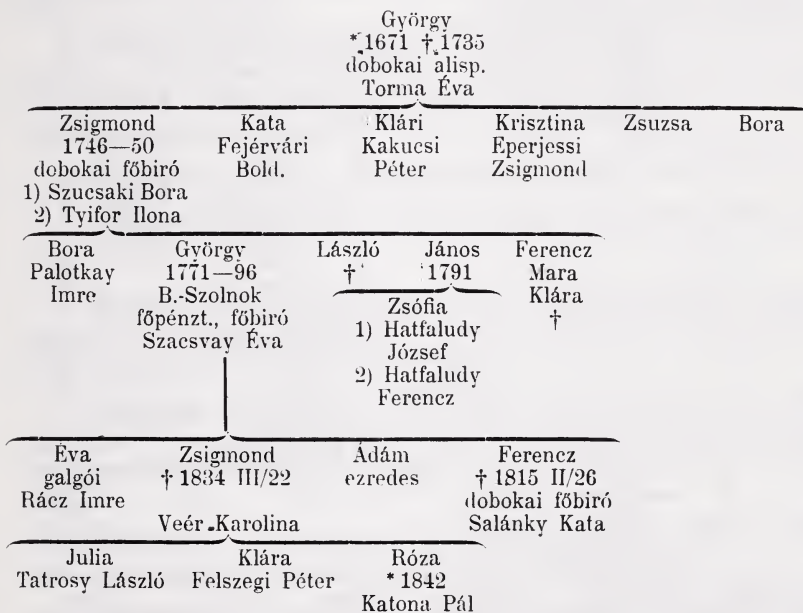 György
* 1671 † 1735
dobokai alisp.
Torma Éva
Zsigmond Kata Klári Krisztina Zsuzsa Bora
1746—50 Fejérvári Kakucsi Eperjessi
dobokai főbiró Bold. Péter Zsigmond
1) Szucsaki Bora
2) Tyifor Ilona
Bora György László János Ferencz
Palotkay 1771—96 † 1791 Mara
Imre B.-Szolnok Klára
főpénzt., főbiró †
Szacsvay Éva
Zsófia
1) Hatfaludy
József
2) Hatfaludy
Ferencz
Éva Zsigmond Ádám Ferencz
galgói † 1834 III/22 ezredes † 1815 II/26
Rácz Imre dobokai főbiró
Veér Karolina Salánky Kata
Julia Klára Róza
Tatrosy László Felszegi Péter * 1842
Katona Pál